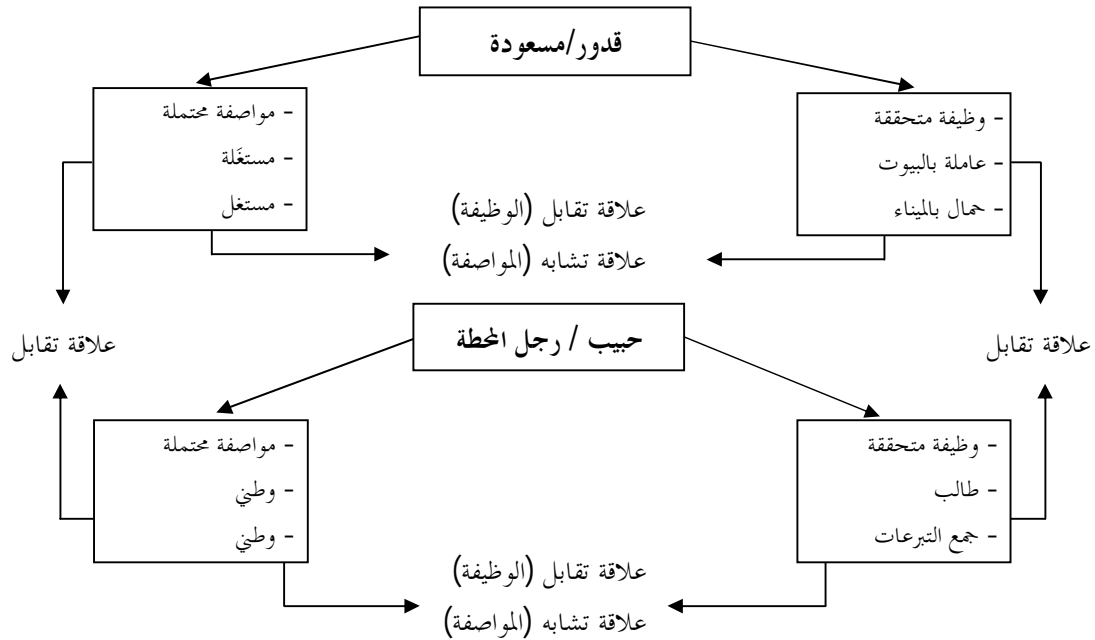 قدور/مسعودة
- وظيفة متحققة
- عاملة بالبيوت
- حمال بالميناء
- مواصفة محتملة
- مستغَلة
- مستغل
علاقة تقابل (الوظيفة)
علاقة تشابه (المواصفة)
علاقة تقابل
علاقة تقابل
حبيب / رجل المحطة
- وظيفة متحققة
- طالب
- جمع التبرعات
- مواصفة محتملة
- وطني
- وطني
علاقة تقابل (الوظيفة)
علاقة تشابه (المواصفة)